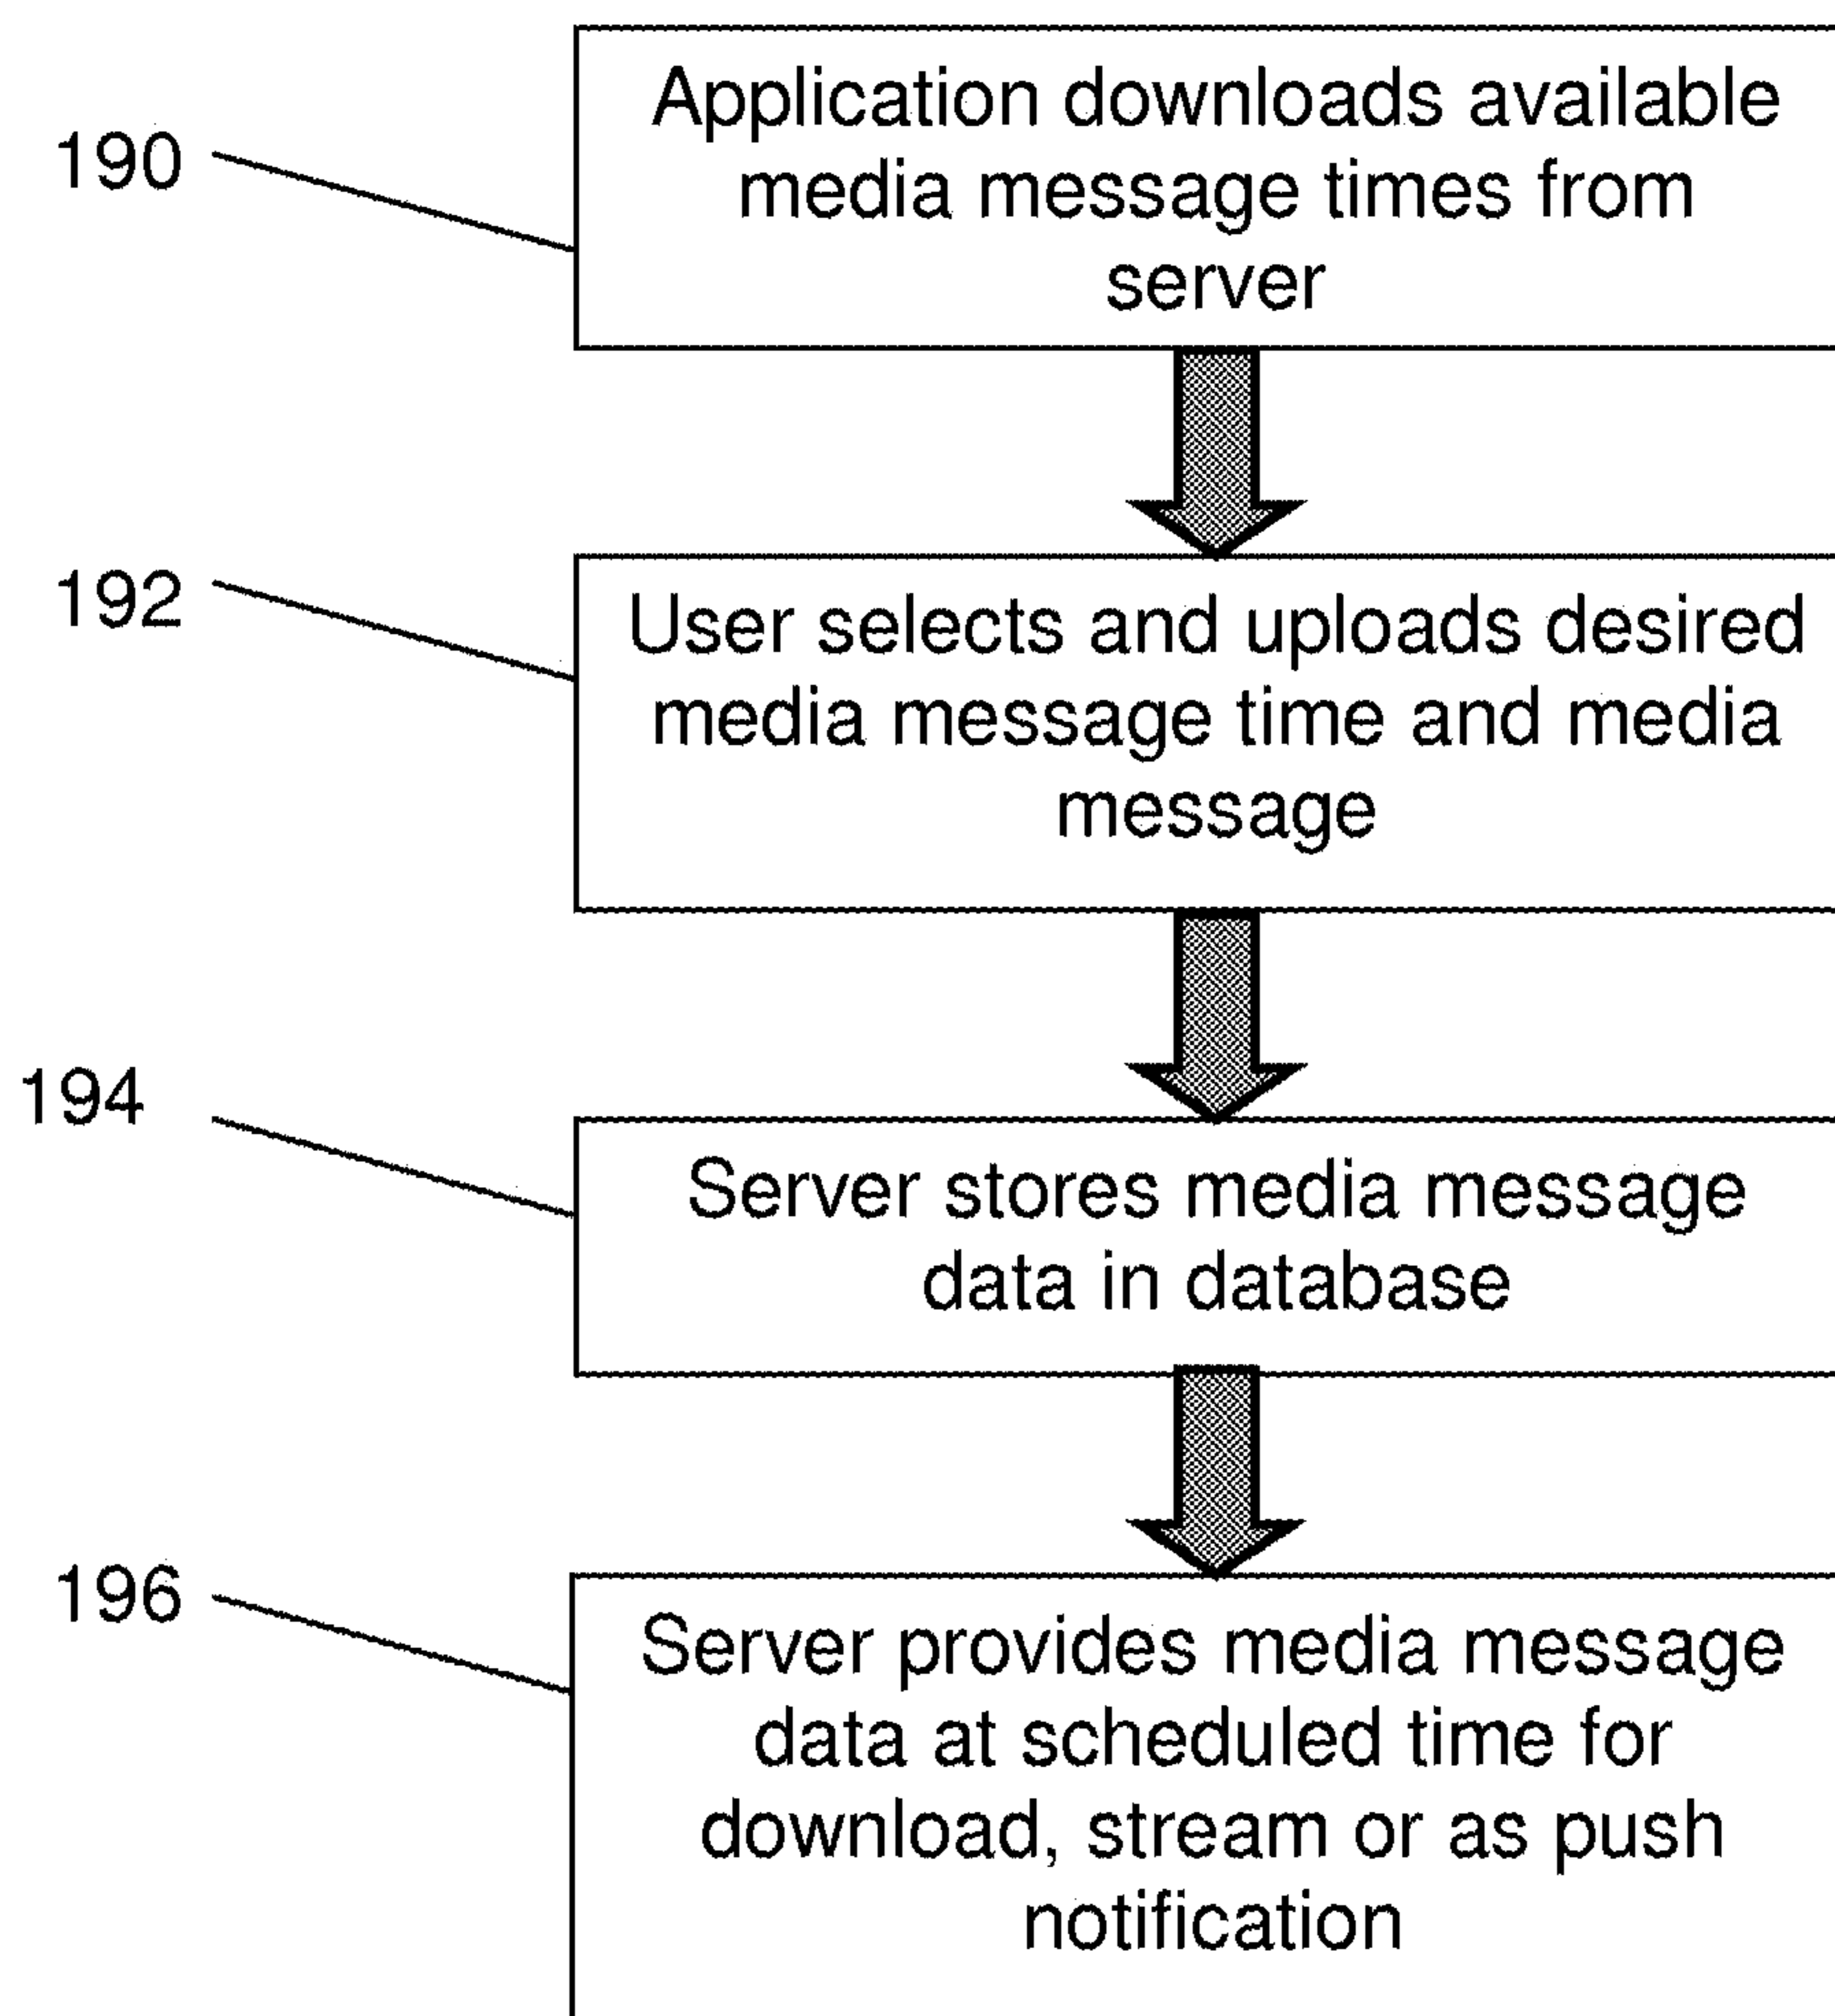 190
Application downloads available
media message times from
server
192
User selects and uploads desired
media message time and media
message
194
Server stores media message
data in database
196
Server provides media message
data at scheduled time for
download, stream or as push
notification